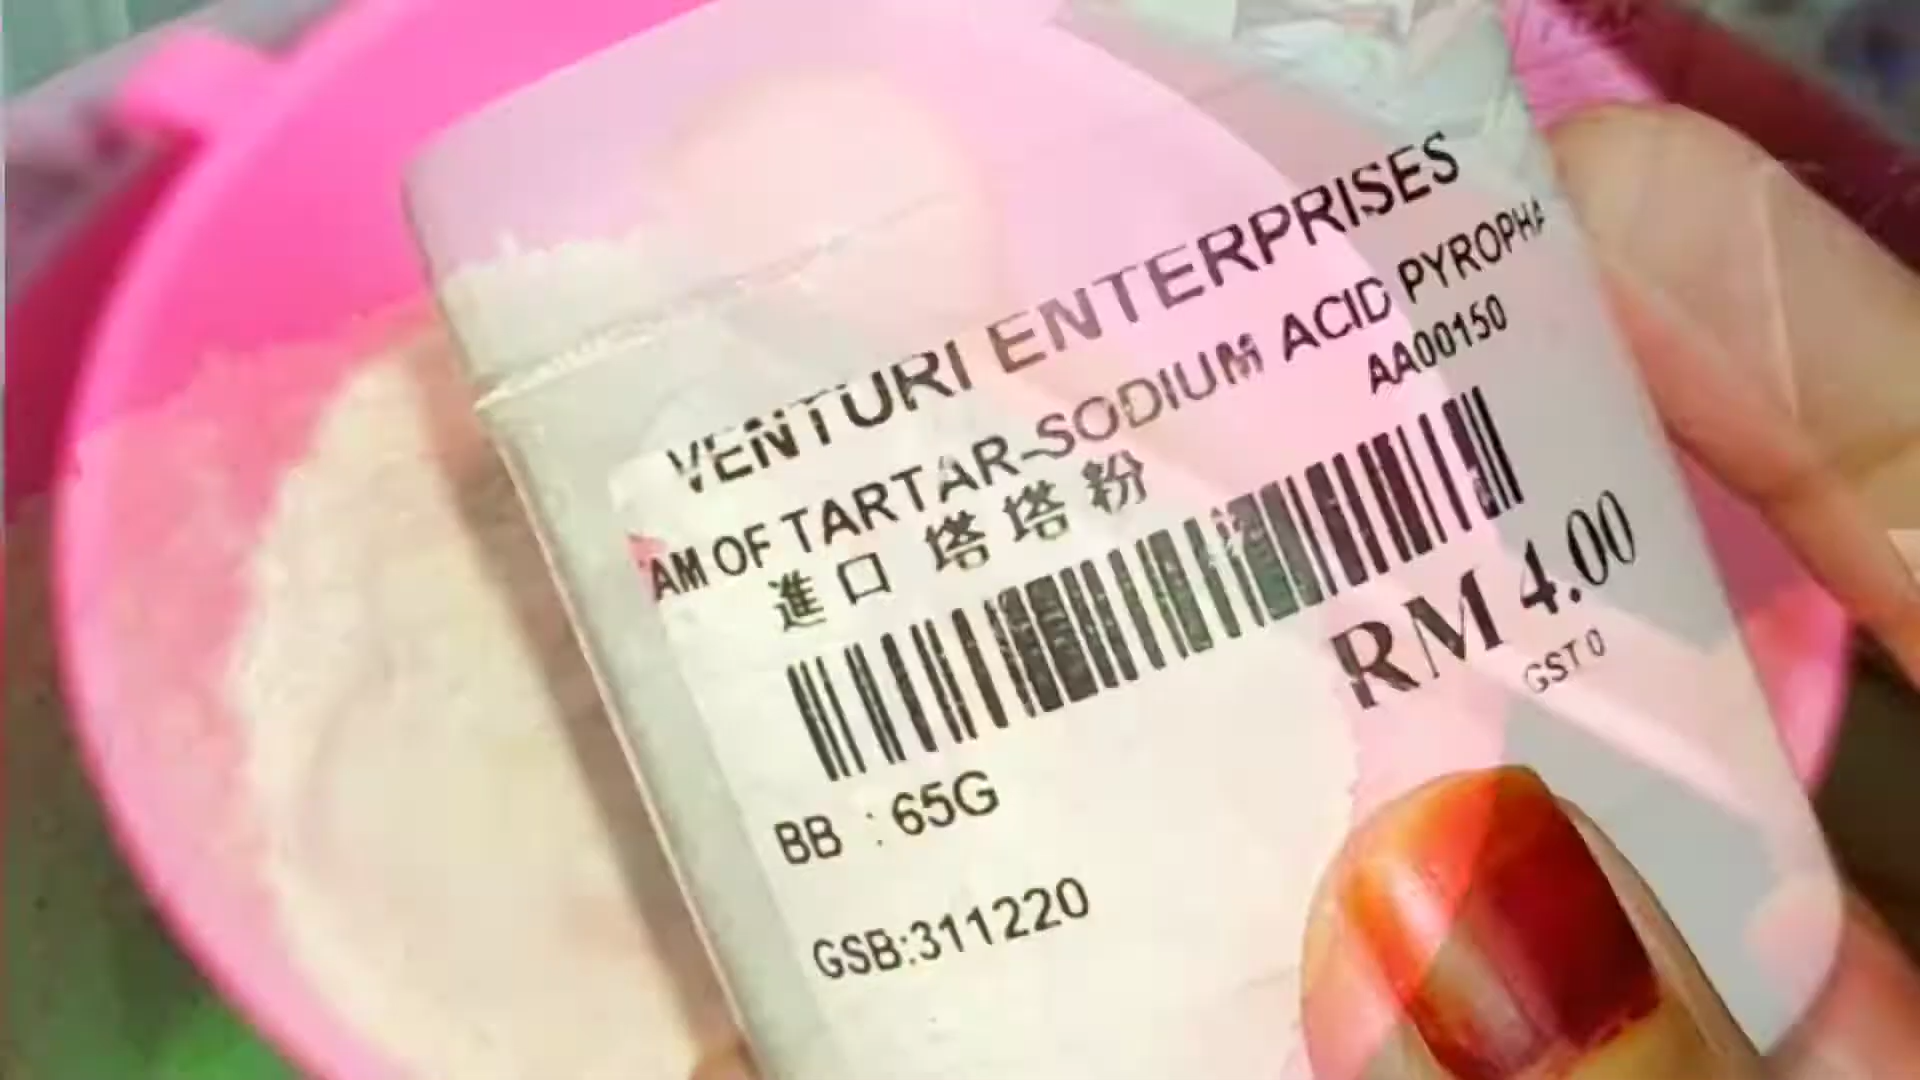 VENTURI ENTERPRISES
AM OF TARTAR-SODIUM ACID PYROPHA
進口 塔塔粉
AA00150
RM 4.00
GST 0
BB : 65G
GSB:311220